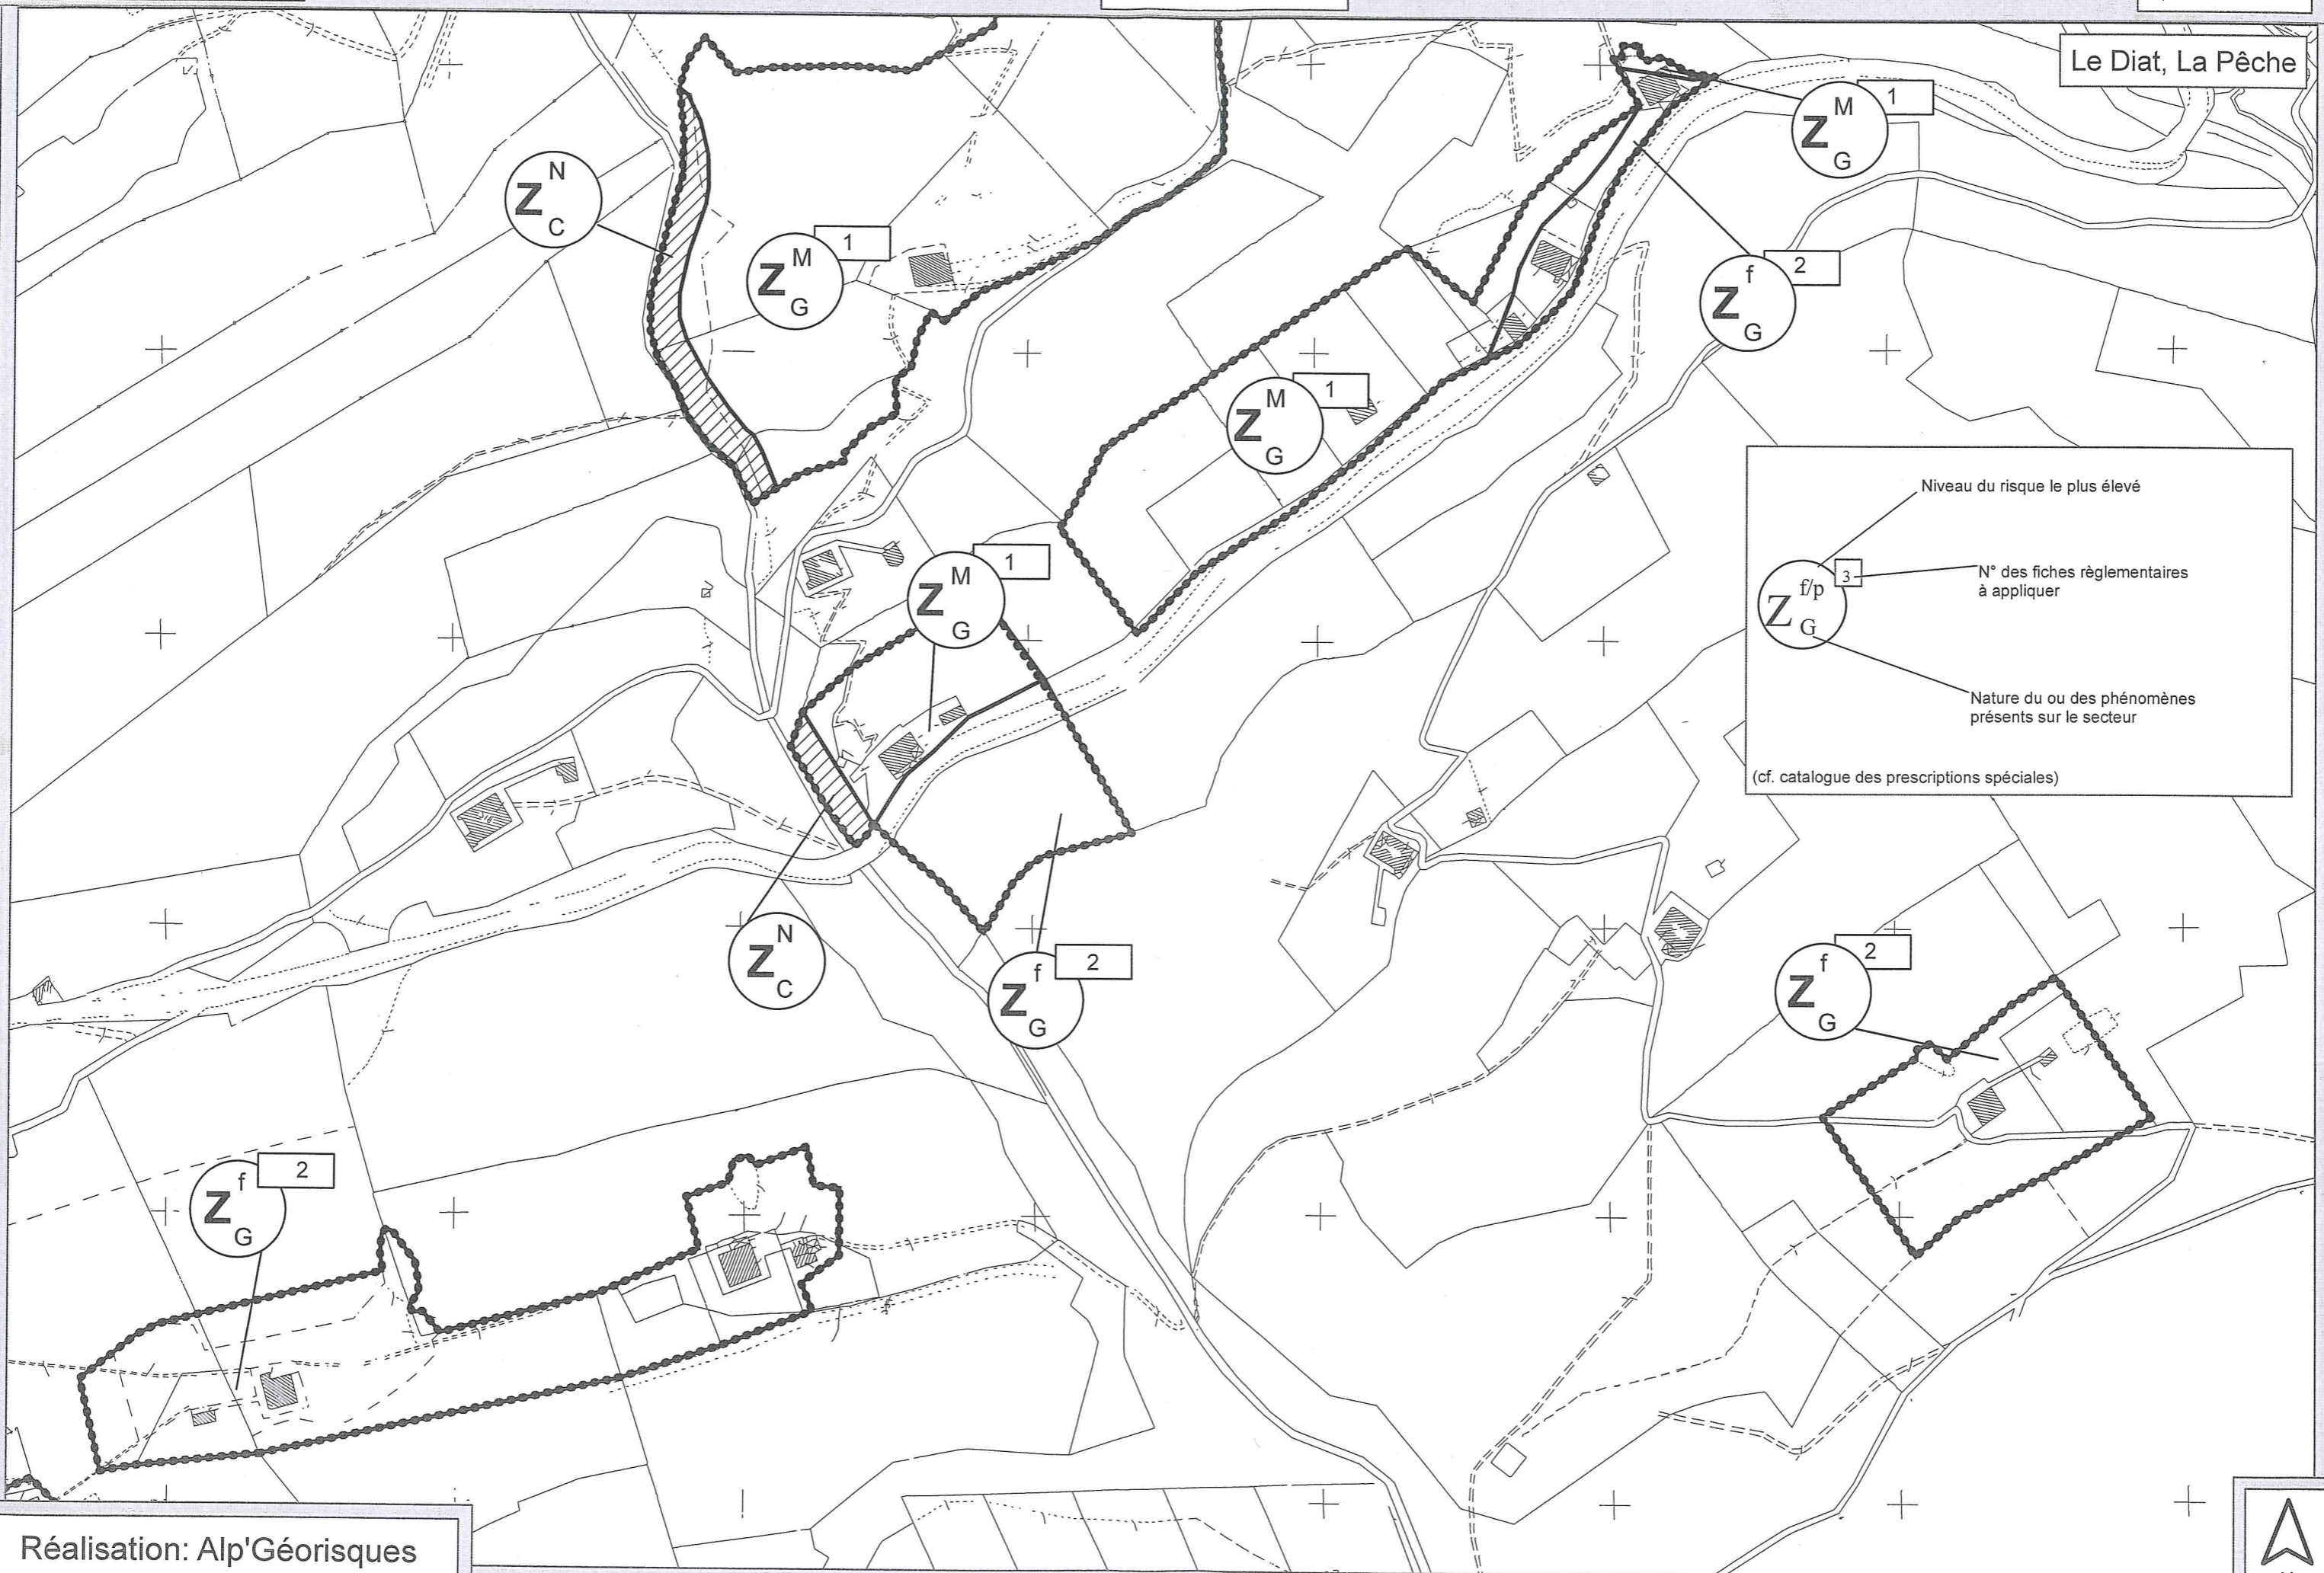 Le Diat, La Pêche
Z M G 1
Z N C
Z M G 1
Z f G 2
Z M G 1
Niveau du risque le plus élevé
N° des fiches règlementaires
à appliquer
Z f/p G 3
Nature du ou des phénomènes
présents sur le secteur
(cf. catalogue des prescriptions spéciales)
Z M G 1
Z N C
Z f G 2
Z f G 2
Z f G 2
Réalisation: Alp'Géorisques